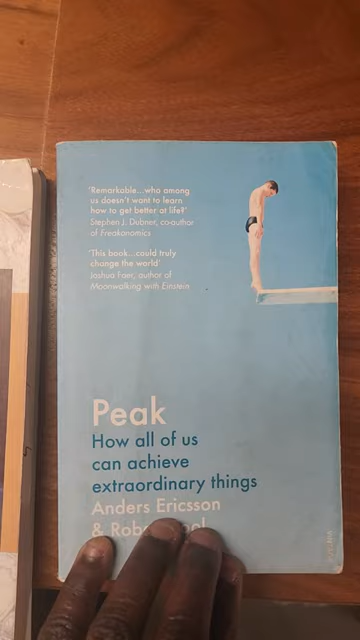 'Remarkable...who among
us doesn't want to learn
how to get better at life?'
Stephen J. Dubner, co-author
of Freakonomics
'This book...could truly
change the world'
Joshua Foer, author of
Moonwalking with Einstein
Peak
How all of us
can achieve
extraordinary things
Anders Ericsson
&